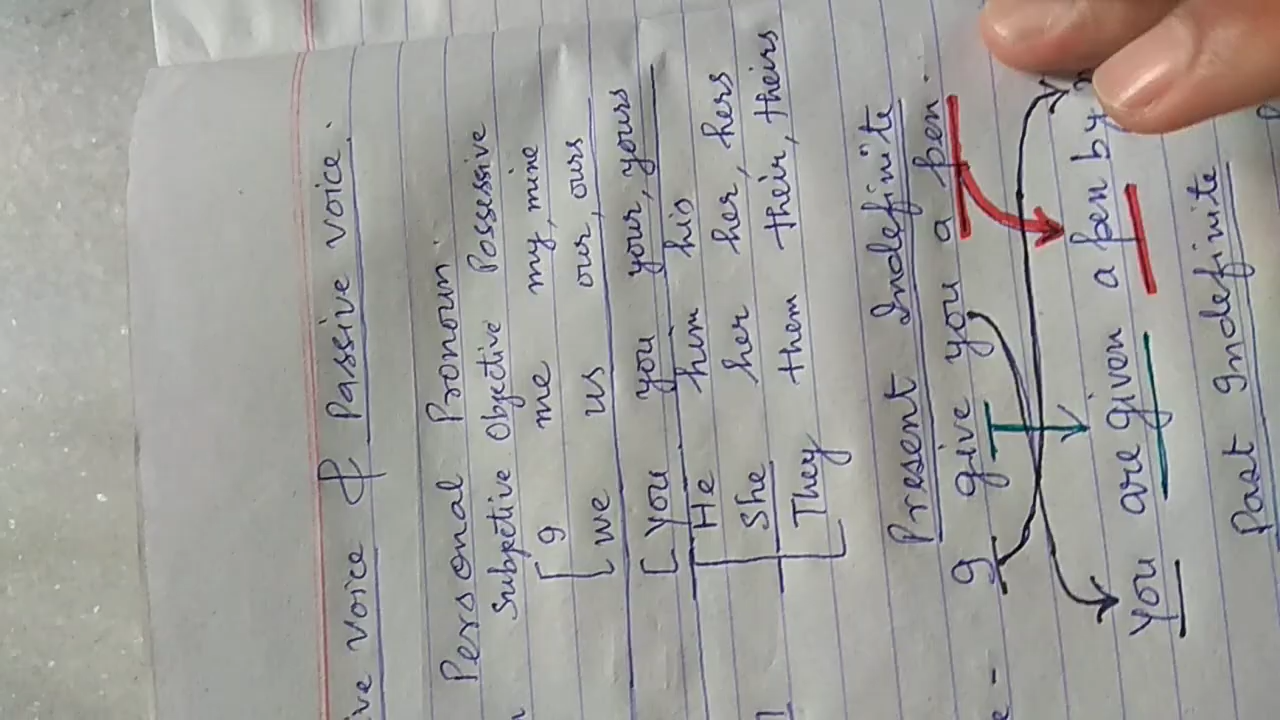 Voice & Passive Voice.
Personal Pronoun.
Subjective Objective Possessive
I me my, mine
we us our, ours
You you your, yours
He him his
She her her, hers
They them their, theirs
Present Indefinite
I give you a pen.
You are given a pen by
Past Indefinite